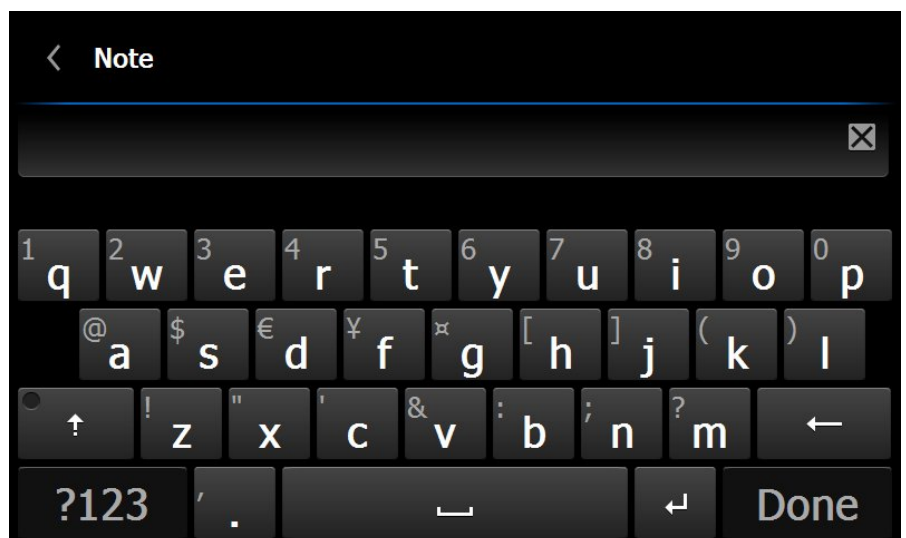 Note
1 q 2 w 3 e 4 r 5 t 6 y 7 u 8 i 9 o 0 p
@ a $ s € d ¥ f ¤ g [ h ] j ( k ) l
! z " x ' c & v : b ; n ? m
?123 , . Done